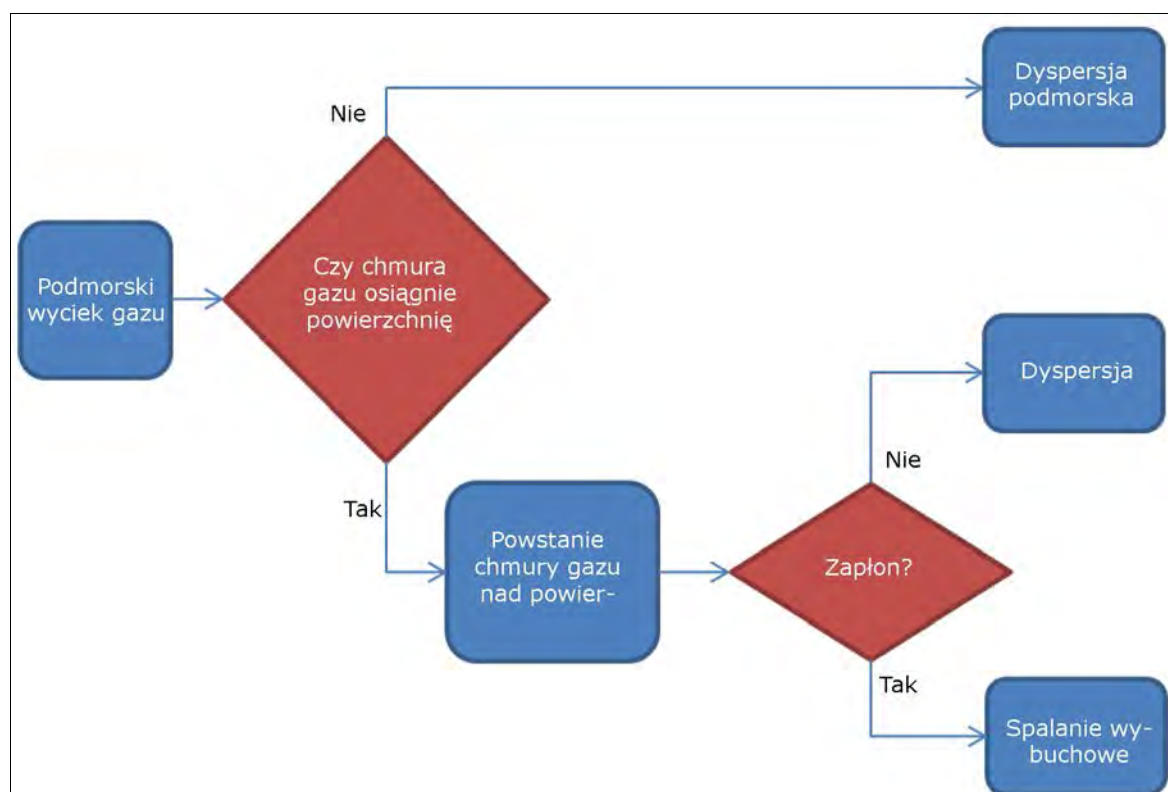 Dyspersja
podmorska
Nie
Podmorski
wyciek gazu
Czy chmura
gazu osiągnie
powierzchnię
Dyspersja
Nie
Tak
Powstanie
chmury gazu
nad powier-
Zapłon?
Tak
Spalanie wy-
buchowe